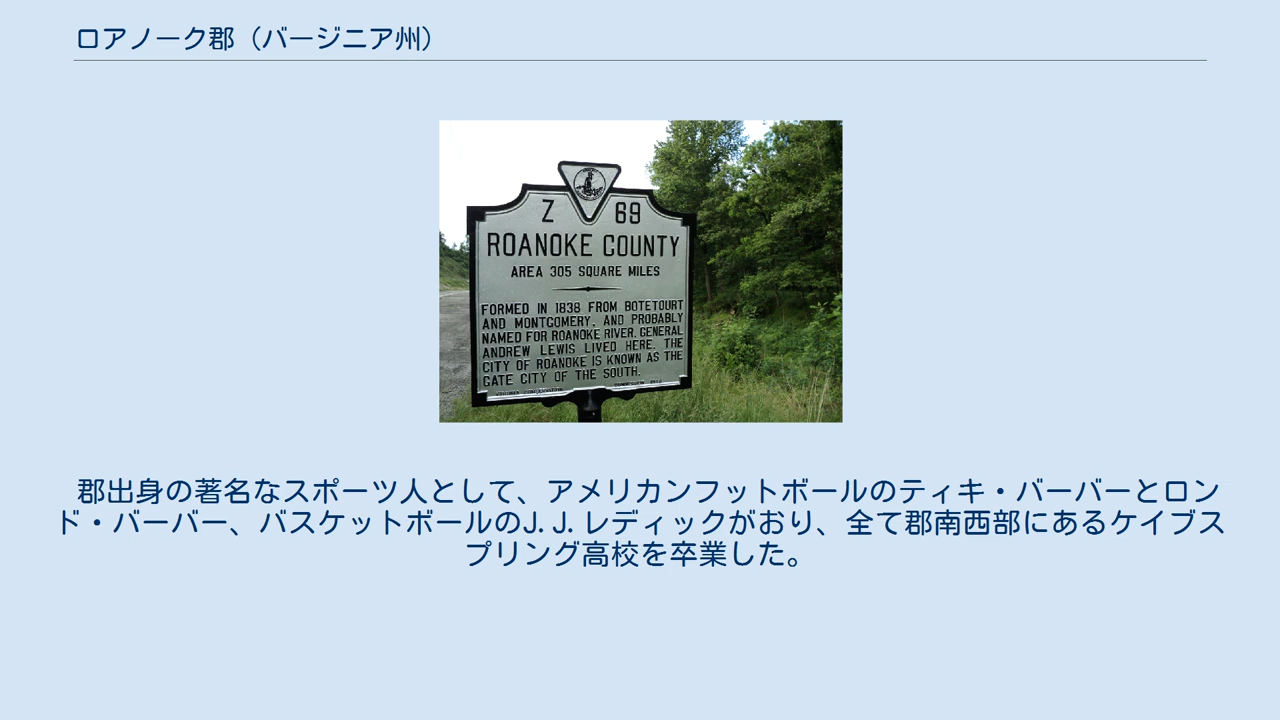 ロアノーク郡（バージニア州）
Z 69
ROANOKE COUNTY
AREA 305 SQUARE MILES
FORMED IN 1838 FROM BOTETOURT
AND MONTGOMERY, AND PROBABLY
NAMED FOR ROANOKE RIVER. GENERAL
ANDREW LEWIS LIVED HERE. THE
CITY OF ROANOKE IS KNOWN AS THE
GATE CITY OF THE SOUTH.
郡出身の著名なスポーツ人として、アメリカンフットボールのティキ・バーバーとロン
ド・バーバー、バスケットボールのJ. J. レディックがおり、全て郡南西部にあるケイブス
プリング高校を卒業した。